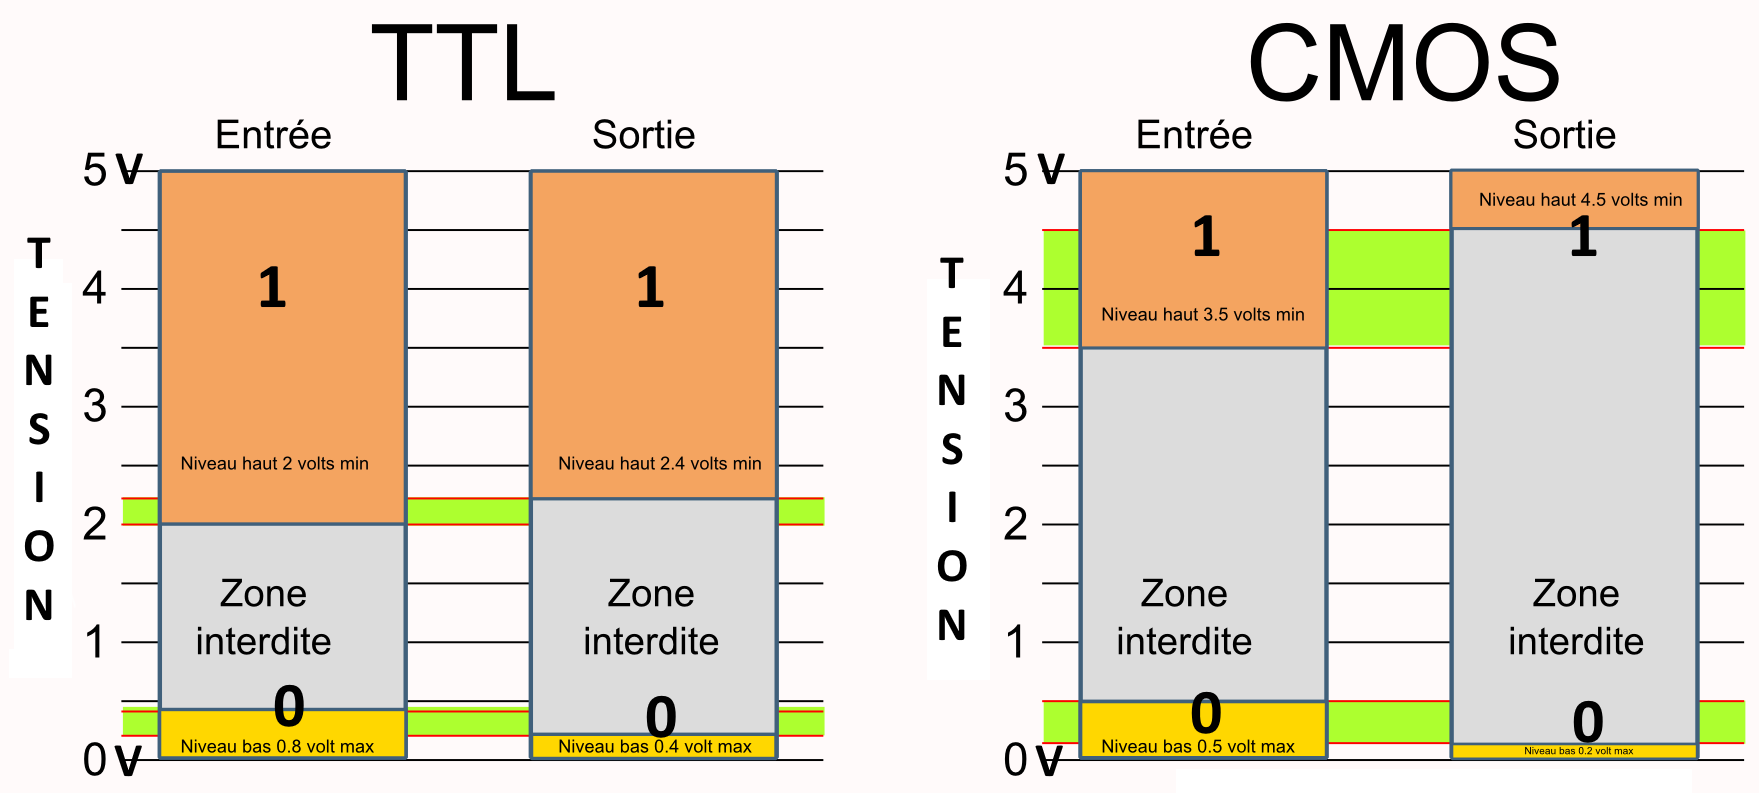 TTL
Entrée
Sortie
5 V
4
3
2
1
0 V
TENSION
1
Niveau haut 2 volts min
Zone
interdite
0
Niveau bas 0.8 volt max
1
Niveau haut 2.4 volts min
Zone
interdite
0
Niveau bas 0.4 volt max
CMOS
Entrée
Sortie
5 V
4
3
2
1
0 V
TENSION
1
Niveau haut 3.5 volts min
Zone
interdite
0
Niveau bas 0.5 volt max
Niveau haut 4.5 volts min
1
Zone
interdite
0
Niveau bas 0.2 volt max